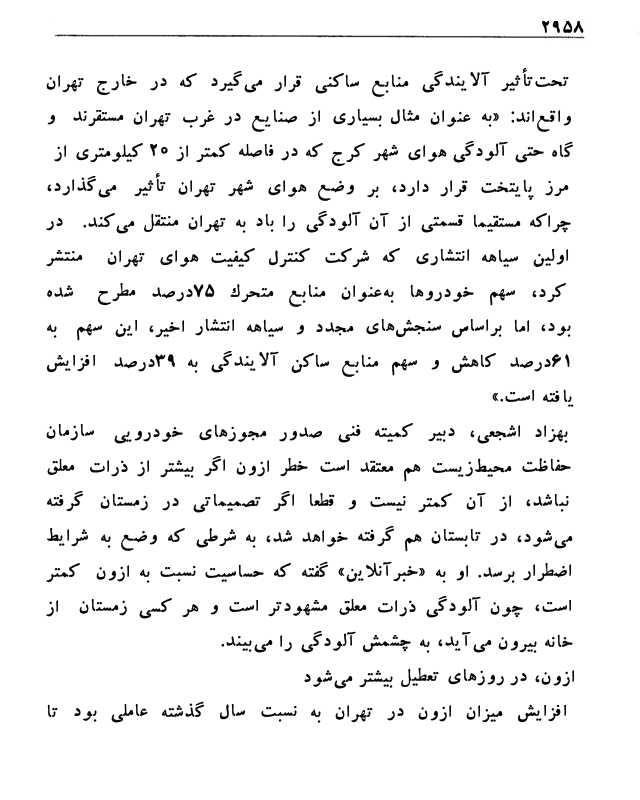 ۲۹۵۸
تحت‌تأثیر آلایندگی منابع ساکنی قرار می‌گیرد که در خارج تهران
واقع‌اند: «به عنوان مثال بسیاری از صنایع در غرب تهران مستقرند و
گاه حتی آلودگی هوای شهر کرج که در فاصله کمتر از ۲۵ کیلومتری از
مرز پایتخت قرار دارد، بر وضع هوای شهر تهران تأثیر می‌گذارد،
چراکه مستقیما قسمتی از آن آلودگی را باد به تهران منتقل می‌کند. در
اولین سیاهه انتشاری که شرکت کنترل کیفیت هوای تهران منتشر
کرد، سهم خودروها به‌عنوان منابع متحرك ۷۵درصد مطرح شده
بود، اما براساس سنجش‌های مجدد و سیاهه انتشار اخیر، این سهم به
۶۱درصد کاهش و سهم منابع ساکن آلایندگی به ۳۹درصد افزایش
یافته است.»
بهزاد اشجعی، دبیر کمیته فنی صدور مجوزهای خودرویی سازمان
حفاظت محیط‌زیست هم معتقد است خطر ازون اگر بیشتر از ذرات معلق
نباشد، از آن کمتر نیست و قطعا اگر تصمیماتی در زمستان گرفته
می‌شود، در تابستان هم گرفته خواهد شد، به شرطی که وضع به شرایط
اضطرار برسد. او به «خبرآنلاین» گفته که حساسیت نسبت به ازون کمتر
است، چون آلودگی ذرات معلق مشهودتر است و هر کسی زمستان از
خانه بیرون می‌آید، به چشمش آلودگی را می‌بیند.
ازون، در روزهای تعطیل بیشتر می‌شود
افزایش میزان ازون در تهران به نسبت سال گذشته عاملی بود تا